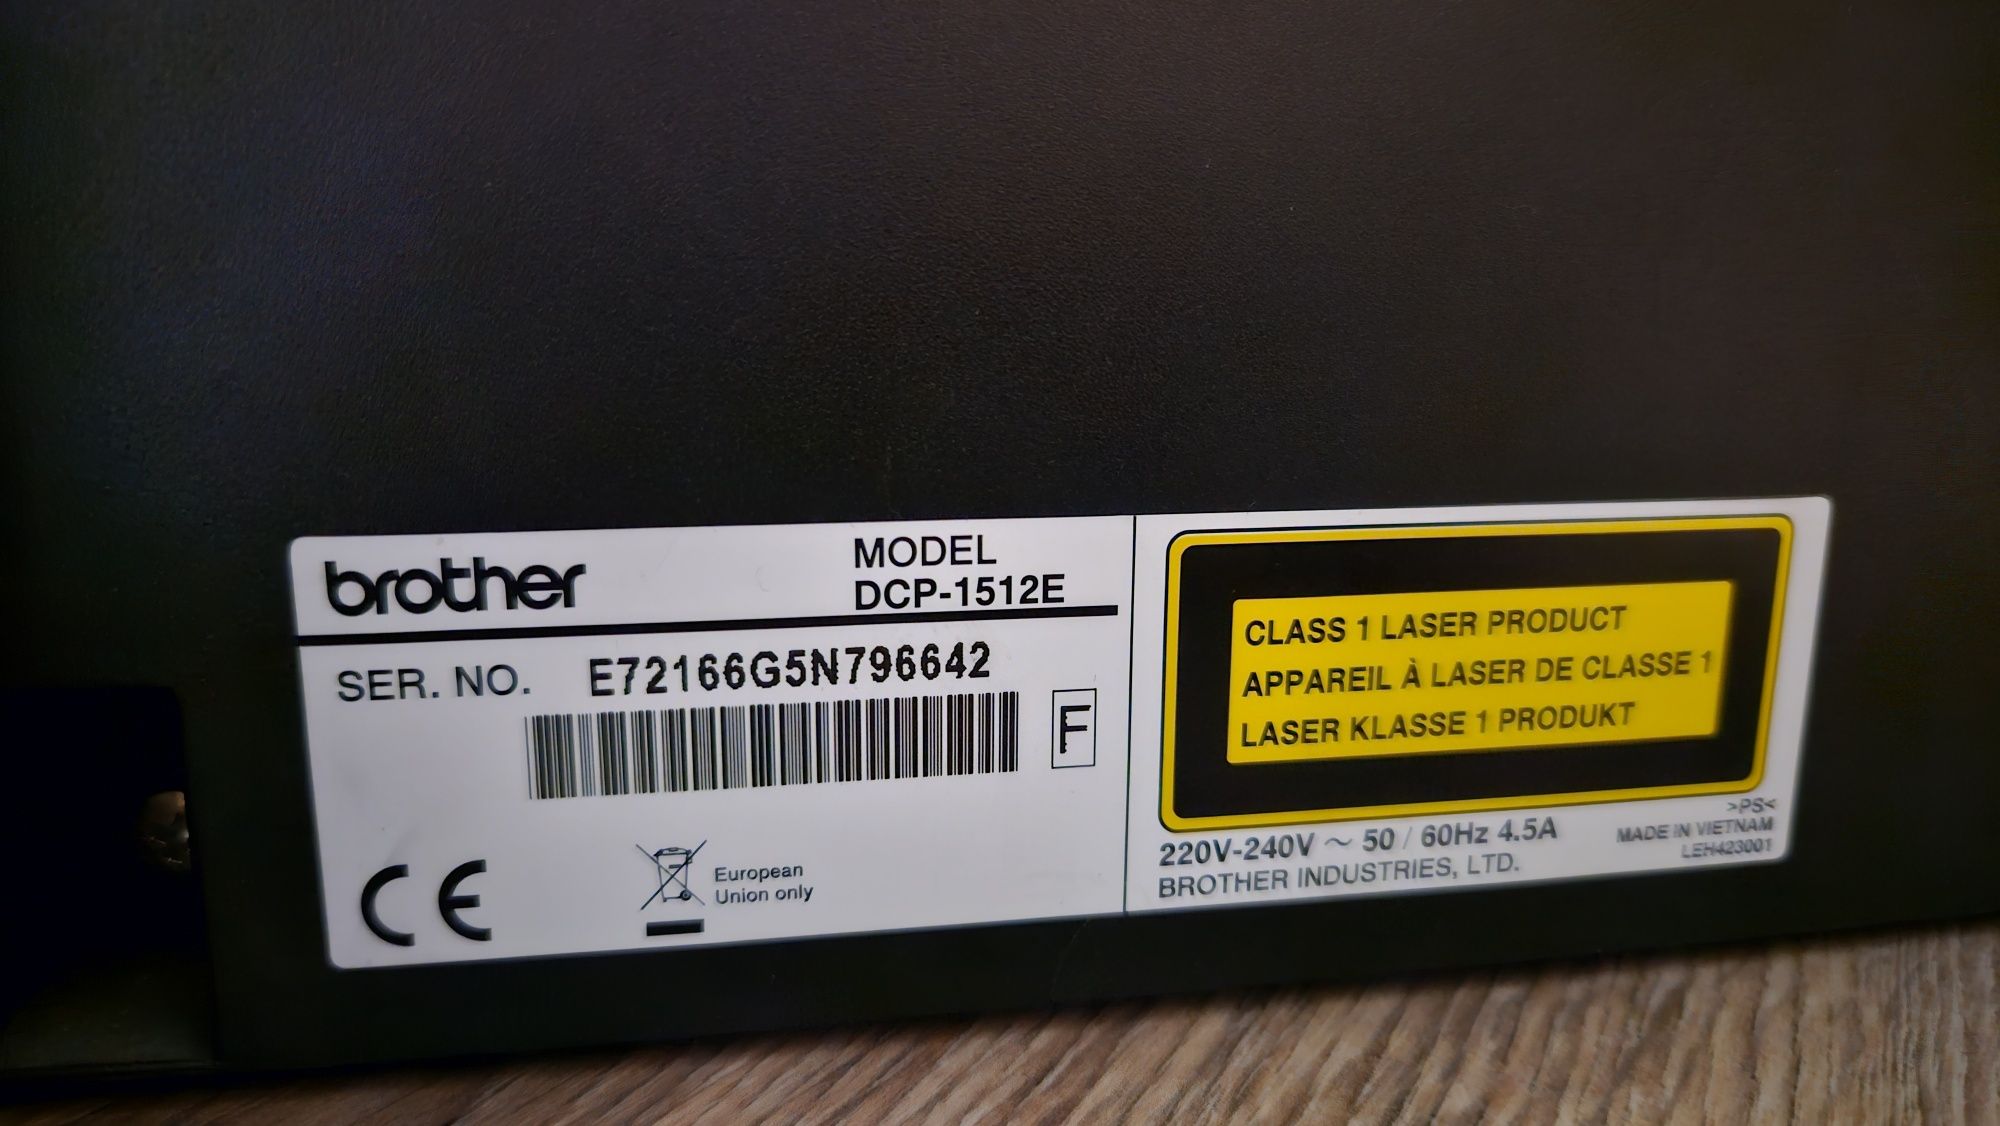 brother
MODEL
DCP-1512E
SER. NO. E72166G5N796642
F
CE
European
Union only
CLASS 1 LASER PRODUCT
APPAREIL À LASER DE CLASSE 1
LASER KLASSE 1 PRODUKT
>PS<
220V-240V ~ 50 / 60Hz 4.5A
MADE IN VIETNAM
BROTHER INDUSTRIES, LTD.
LEH423001